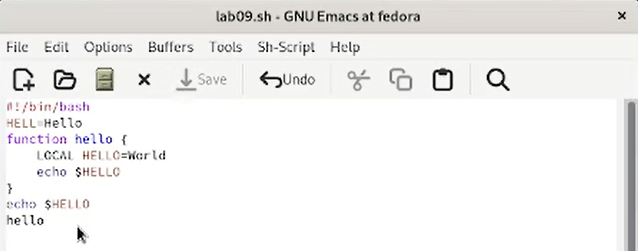 lab09.sh - GNU Emacs at fedora
File Edit Options Buffers Tools Sh-Script Help
Save Undo
#!/bin/bash
HELL=Hello
function hello {
    LOCAL HELLO=World
    echo $HELLO
}
echo $HELLO
hello